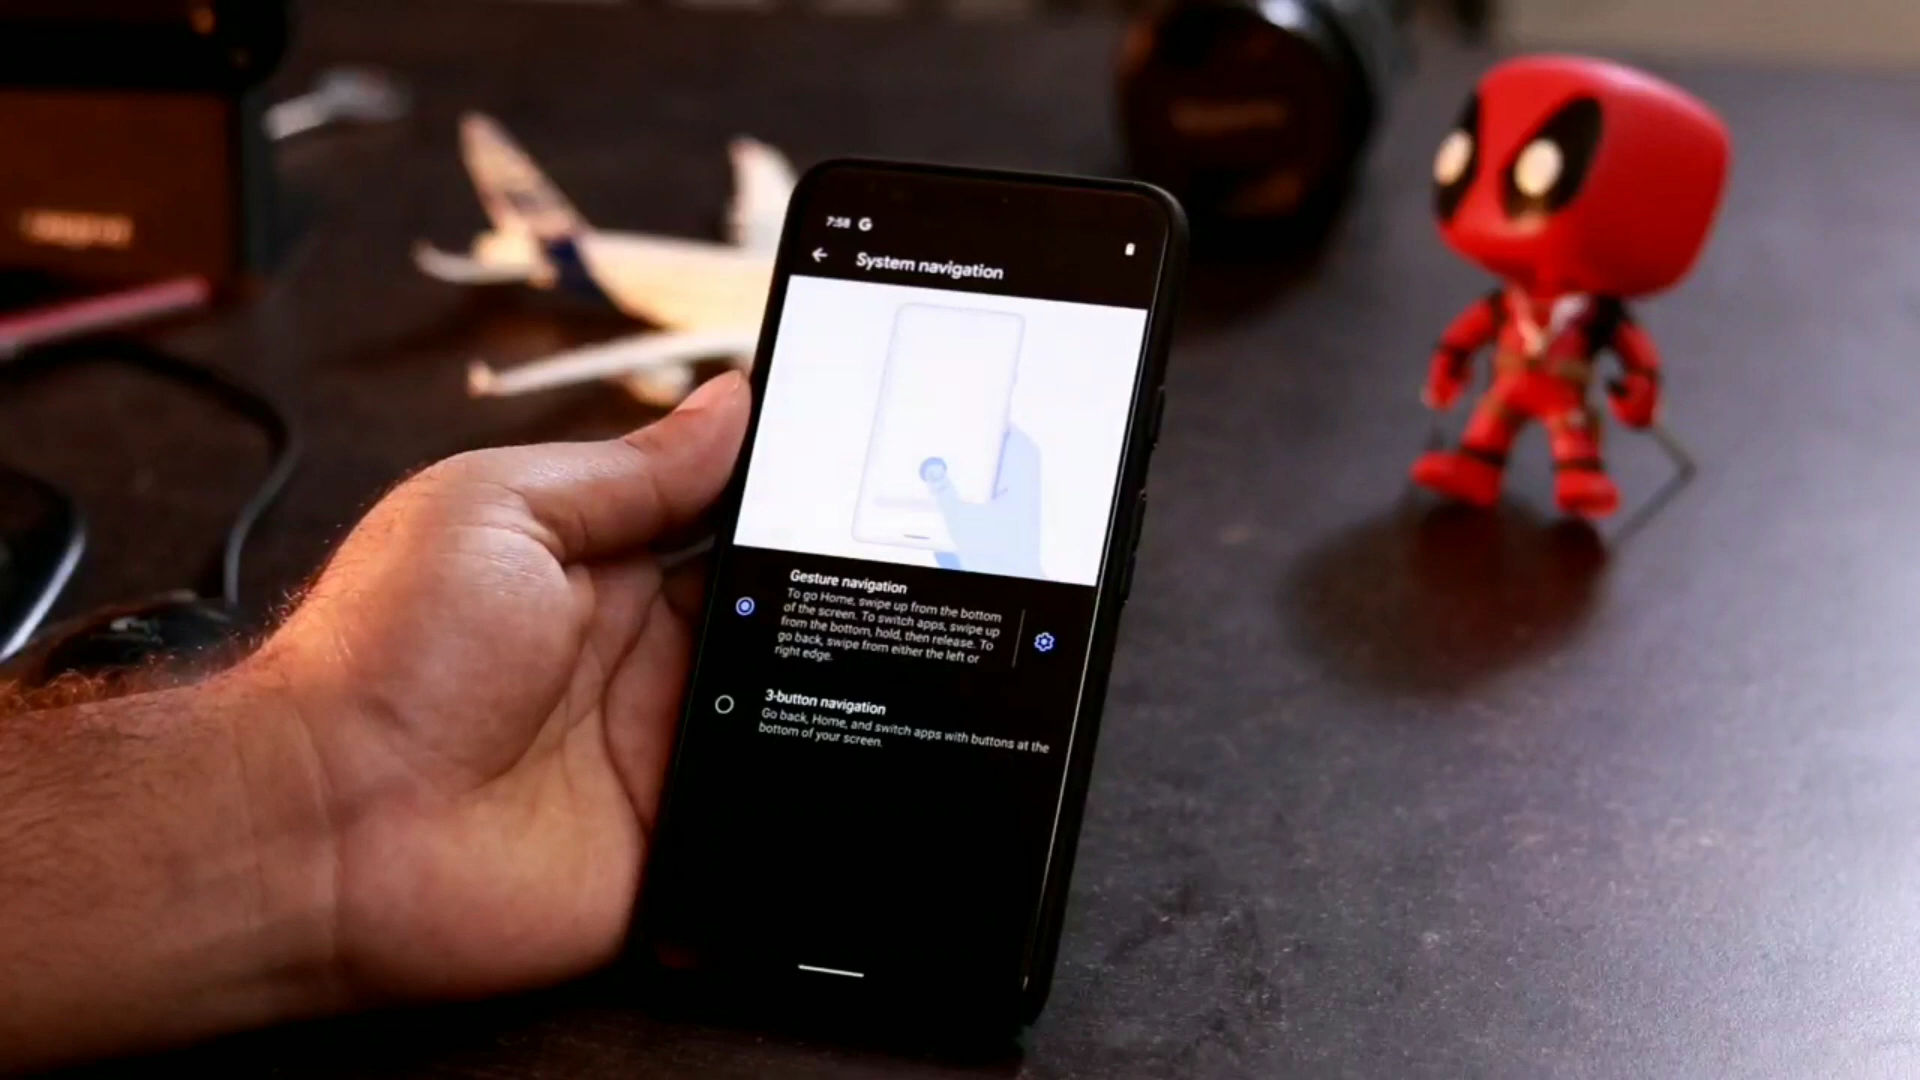 7:58 G
System navigation
Gesture navigation
To go Home, swipe up from the bottom
of the screen. To switch apps, swipe up
from the bottom, hold, then release. To
go back, swipe from either the left or
right edge.
3-button navigation
Go back, Home, and switch apps with buttons at the
bottom of your screen.